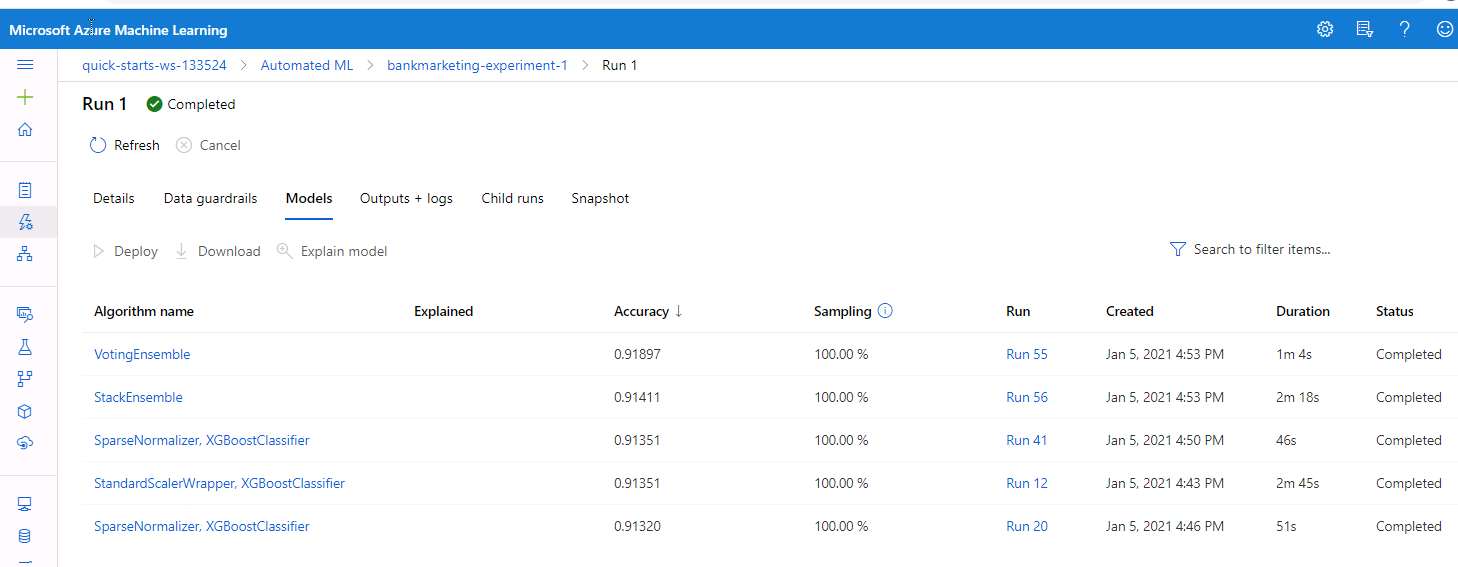 Microsoft Azure Machine Learning
quick-starts-ws-133524 > Automated ML > bankmarketing-experiment-1 > Run 1
Run 1 Completed
Refresh Cancel
Details Data guardrails Models Outputs + logs Child runs Snapshot
Deploy Download Explain model Search to filter items...
Algorithm name Explained Accuracy ↓ Sampling Run Created Duration Status
VotingEnsemble 0.91897 100.00 % Run 55 Jan 5, 2021 4:53 PM 1m 4s Completed
StackEnsemble 0.91411 100.00 % Run 56 Jan 5, 2021 4:53 PM 2m 18s Completed
SparseNormalizer, XGBoostClassifier 0.91351 100.00 % Run 41 Jan 5, 2021 4:50 PM 46s Completed
StandardScalerWrapper, XGBoostClassifier 0.91351 100.00 % Run 12 Jan 5, 2021 4:43 PM 2m 45s Completed
SparseNormalizer, XGBoostClassifier 0.91320 100.00 % Run 20 Jan 5, 2021 4:46 PM 51s Completed